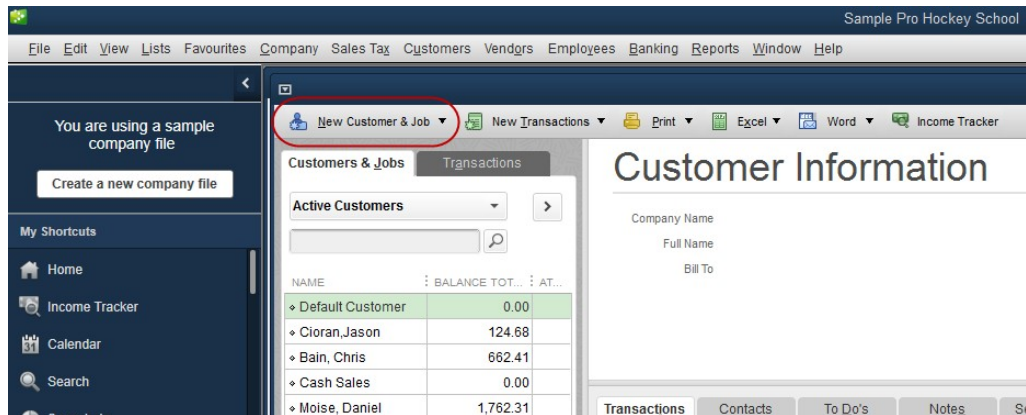 Sample Pro Hockey School
File Edit View Lists Favourites Company Sales Tax Customers Vendors Employees Banking Reports Window Help
You are using a sample
company file
Create a new company file
My Shortcuts
Home
Income Tracker
31
Calendar
Search
New Customer & Job New Transactions Print Excel Word Income Tracker
Customers & Jobs Transactions
Active Customers
NAME BALANCE TOT... AT...
Default Customer 0.00
Cioran,Jason 124.68
Bain, Chris 662.41
Cash Sales 0.00
Moise, Daniel 1,762.31
Customer Information
Company Name
Full Name
Bill To
Transactions Contacts To Do's Notes